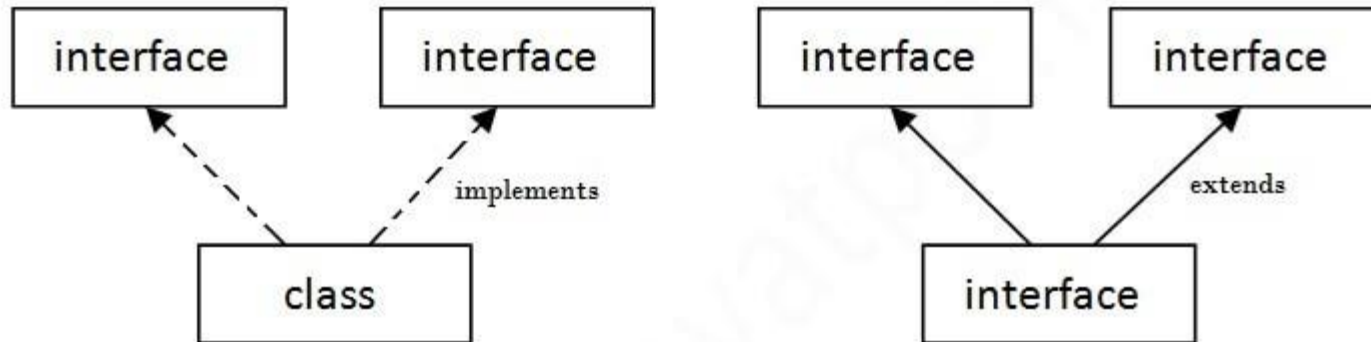 interface interface interface interface
implements extends
class interface